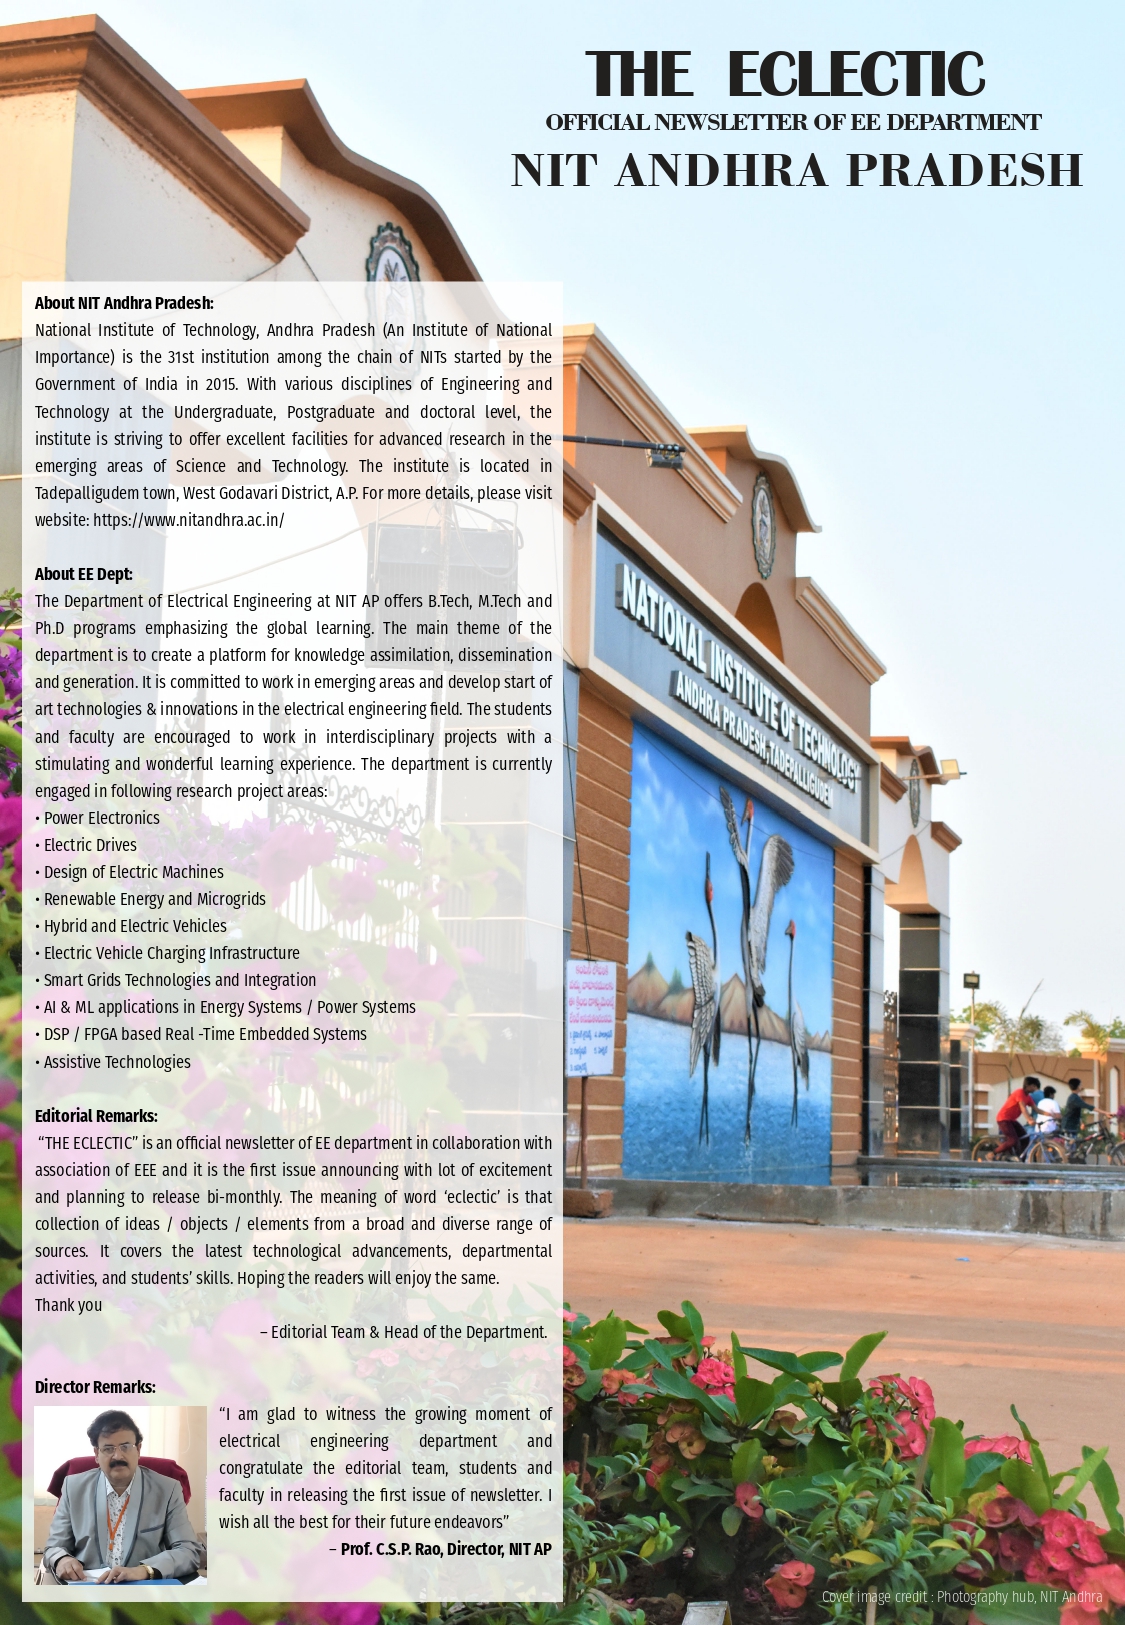 THE ECLECTIC
OFFICIAL NEWSLETTER OF EE DEPARTMENT
NIT ANDHRA PRADESH
About NIT Andhra Pradesh:
National Institute of Technology, Andhra Pradesh (An Institute of National
Importance) is the 31st institution among the chain of NITs started by the
Government of India in 2015. With various disciplines of Engineering and
Technology at the Undergraduate, Postgraduate and doctoral level, the
institute is striving to offer excellent facilities for advanced research in the
emerging areas of Science and Technology. The institute is located in
Tadepalligudem town, West Godavari District, A.P. For more details, please visit
website: https://www.nitandhra.ac.in/
About EE Dept:
The Department of Electrical Engineering at NIT AP offers B.Tech, M.Tech and
Ph.D programs emphasizing the global learning. The main theme of the
department is to create a platform for knowledge assimilation, dissemination
and generation. It is committed to work in emerging areas and develop start of
art technologies & innovations in the electrical engineering field. The students
and faculty are encouraged to work in interdisciplinary projects with a
stimulating and wonderful learning experience. The department is currently
engaged in following research project areas:
• Power Electronics
• Electric Drives
• Design of Electric Machines
• Renewable Energy and Microgrids
• Hybrid and Electric Vehicles
• Electric Vehicle Charging Infrastructure
• Smart Grids Technologies and Integration
• AI & ML applications in Energy Systems / Power Systems
• DSP / FPGA based Real -Time Embedded Systems
• Assistive Technologies
Editorial Remarks:
“THE ECLECTIC” is an official newsletter of EE department in collaboration with
association of EEE and it is the first issue announcing with lot of excitement
and planning to release bi-monthly. The meaning of word ‘eclectic’ is that
collection of ideas / objects / elements from a broad and diverse range of
sources. It covers the latest technological advancements, departmental
activities, and students’ skills. Hoping the readers will enjoy the same.
Thank you
– Editorial Team & Head of the Department.
Director Remarks:
“I am glad to witness the growing moment of
electrical engineering department and
congratulate the editorial team, students and
faculty in releasing the first issue of newsletter. I
wish all the best for their future endeavors”
– Prof. C.S.P. Rao, Director, NIT AP
NATIONAL INSTITUTE OF TECHNOLOGY
ANDHRA PRADESH, TADEPALLIGUDEM
Cover image credit : Photography hub, NIT Andhra